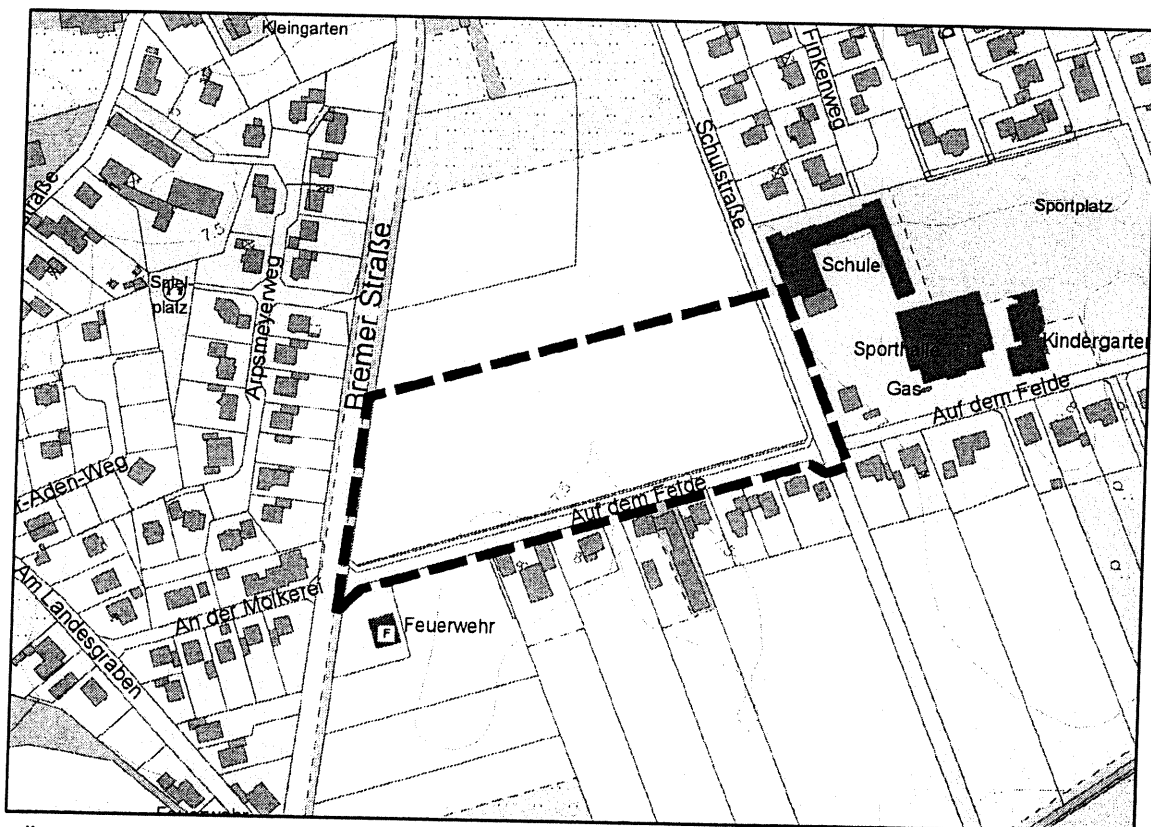 Kleingarten
Finkenweg
Schulstraße
straße
7.5
Spiel
platz
Arpsmeyerweg
Bremer Straße
Sportplatz
Schule
Sporthalle
Kindergarten
Gas-
Auf dem Felde
7.5
Auf dem Felde
t-Aden-Weg
An der Molkerei
Am Landesgraben
F
Feuerwehr